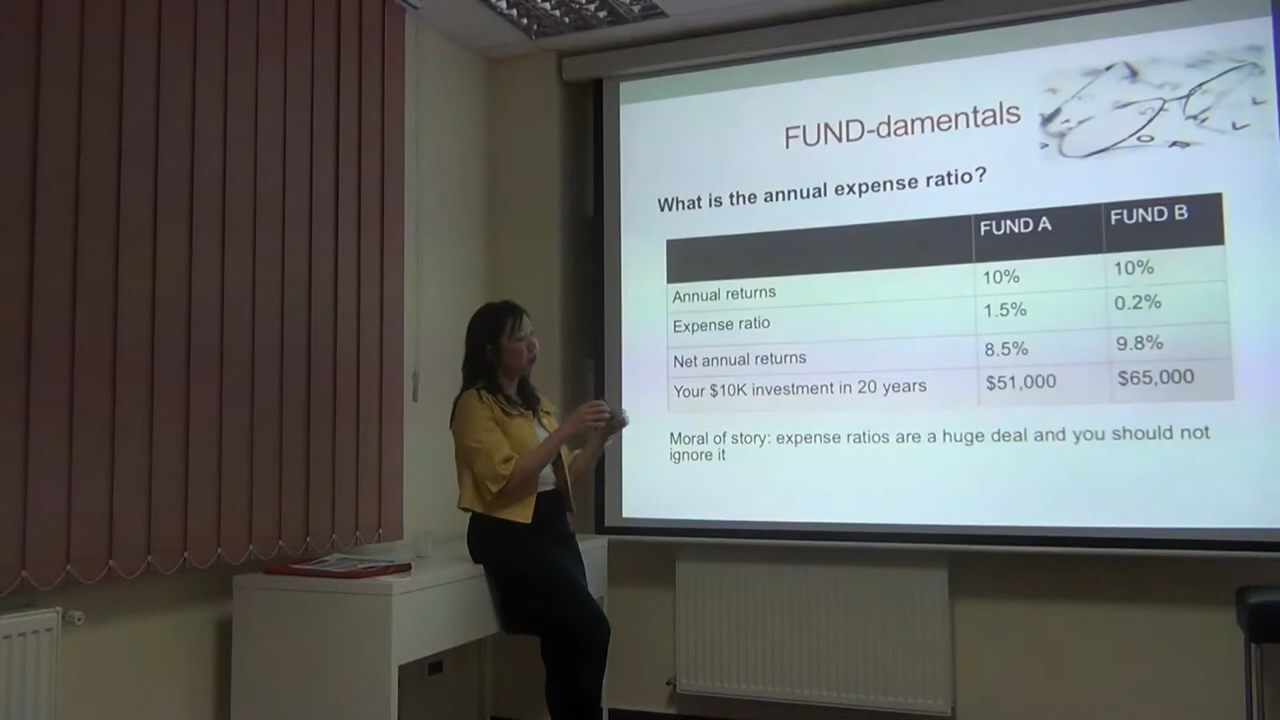 FUND-damentals
What is the annual expense ratio?
FUND A FUND B
Annual returns 10% 10%
Expense ratio 1.5% 0.2%
Net annual returns 8.5% 9.8%
Your $10K investment in 20 years $51,000 $65,000
Moral of story: expense ratios are a huge deal and you should not
ignore it